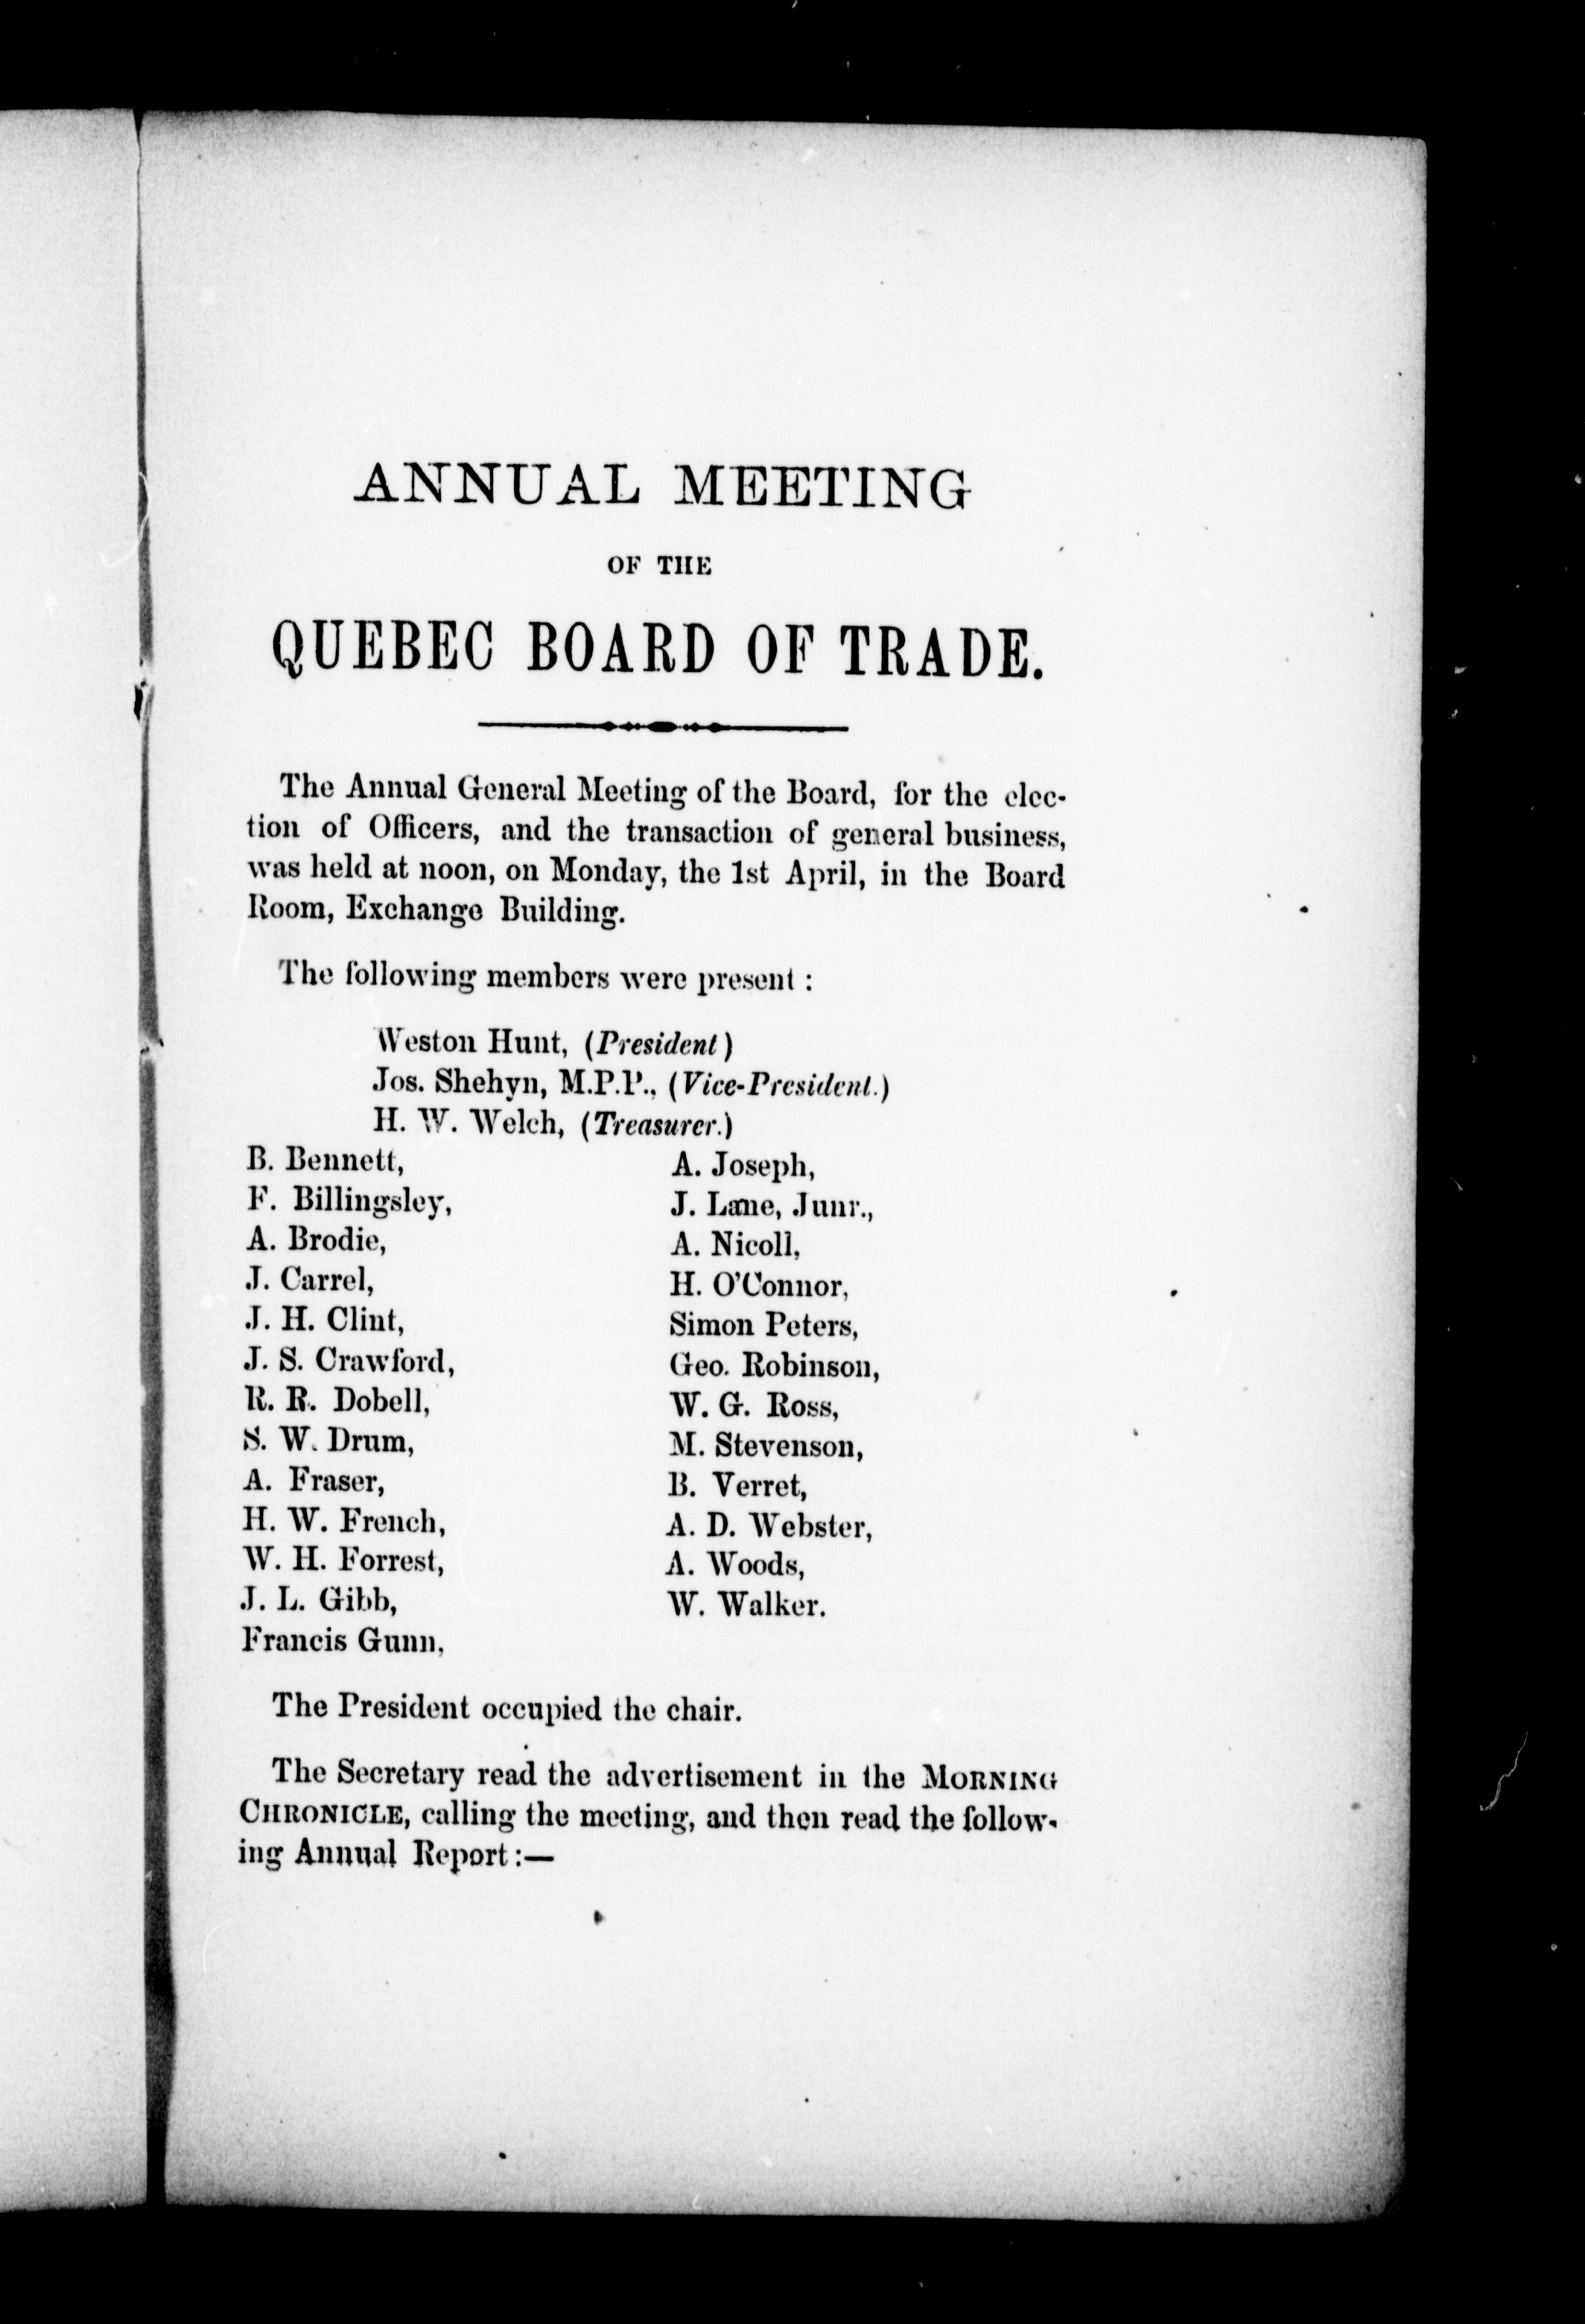 ANNUAL MEETING
OF THE
QUEBEC BOARD OF TRADE.
The Annual General Meeting of the Board, for the elec-
tion of Officers, and the transaction of general business,
was held at noon, on Monday, the 1st April, in the Board
Room, Exchange Building.
The following members were present :
Weston Hunt, (President)
Jos. Shehyn, M.P.P., (Vice-President.)
H. W. Welch, (Treasurer.)
B. Bennett,
F. Billingsley,
A. Brodie,
J. Carrel,
J. H. Clint,
J. S. Crawford,
R. R. Dobell,
S. W. Drum,
A. Fraser,
H. W. French,
W. H. Forrest,
J. L. Gibb,
Francis Gunn,
A. Joseph,
J. Lane, Junr.,
A. Nicoll,
H. O'Connor,
Simon Peters,
Geo. Robinson,
W. G. Ross,
M. Stevenson,
B. Verret,
A. D. Webster,
A. Woods,
W. Walker.
The President occupied the chair.
The Secretary read the advertisement in the MORNING
CHRONICLE, calling the meeting, and then read the follow-
ing Annual Report :—